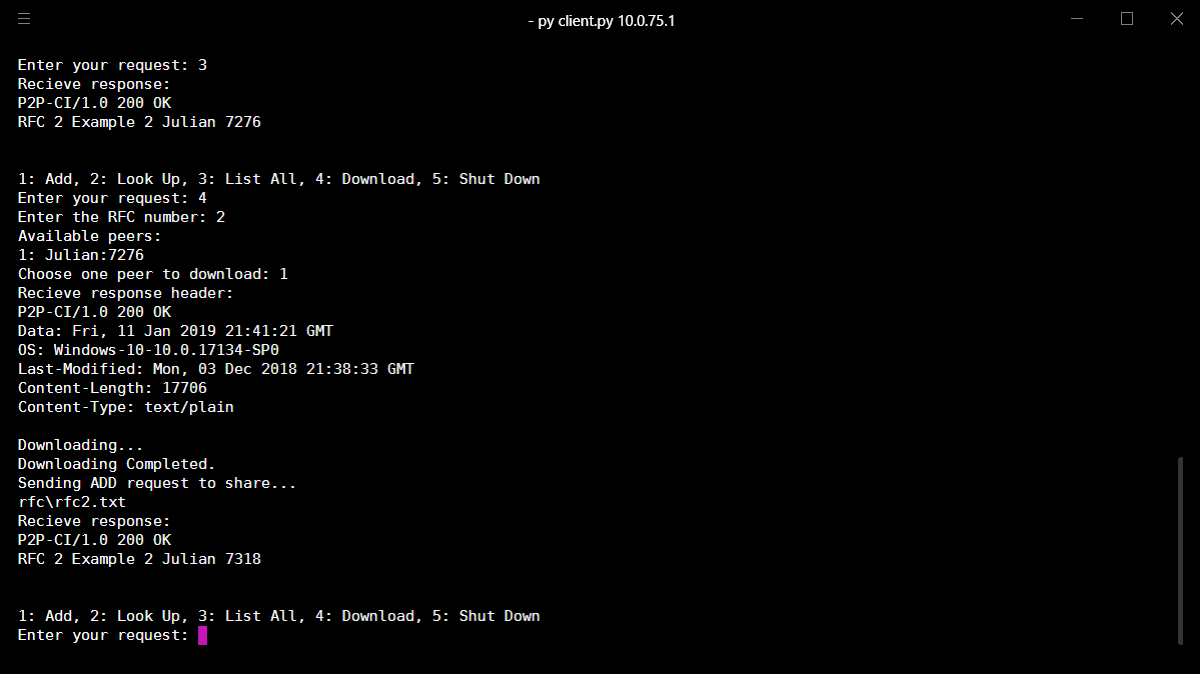 - py client.py 10.0.75.1
Enter your request: 3
Recieve response:
P2P-CI/1.0 200 OK
RFC 2 Example 2 Julian 7276
1: Add, 2: Look Up, 3: List All, 4: Download, 5: Shut Down
Enter your request: 4
Enter the RFC number: 2
Available peers:
1: Julian:7276
Choose one peer to download: 1
Recieve response header:
P2P-CI/1.0 200 OK
Data: Fri, 11 Jan 2019 21:41:21 GMT
OS: Windows-10-10.0.17134-SP0
Last-Modified: Mon, 03 Dec 2018 21:38:33 GMT
Content-Length: 17706
Content-Type: text/plain
Downloading...
Downloading Completed.
Sending ADD request to share...
rfc\rfc2.txt
Recieve response:
P2P-CI/1.0 200 OK
RFC 2 Example 2 Julian 7318
1: Add, 2: Look Up, 3: List All, 4: Download, 5: Shut Down
Enter your request: